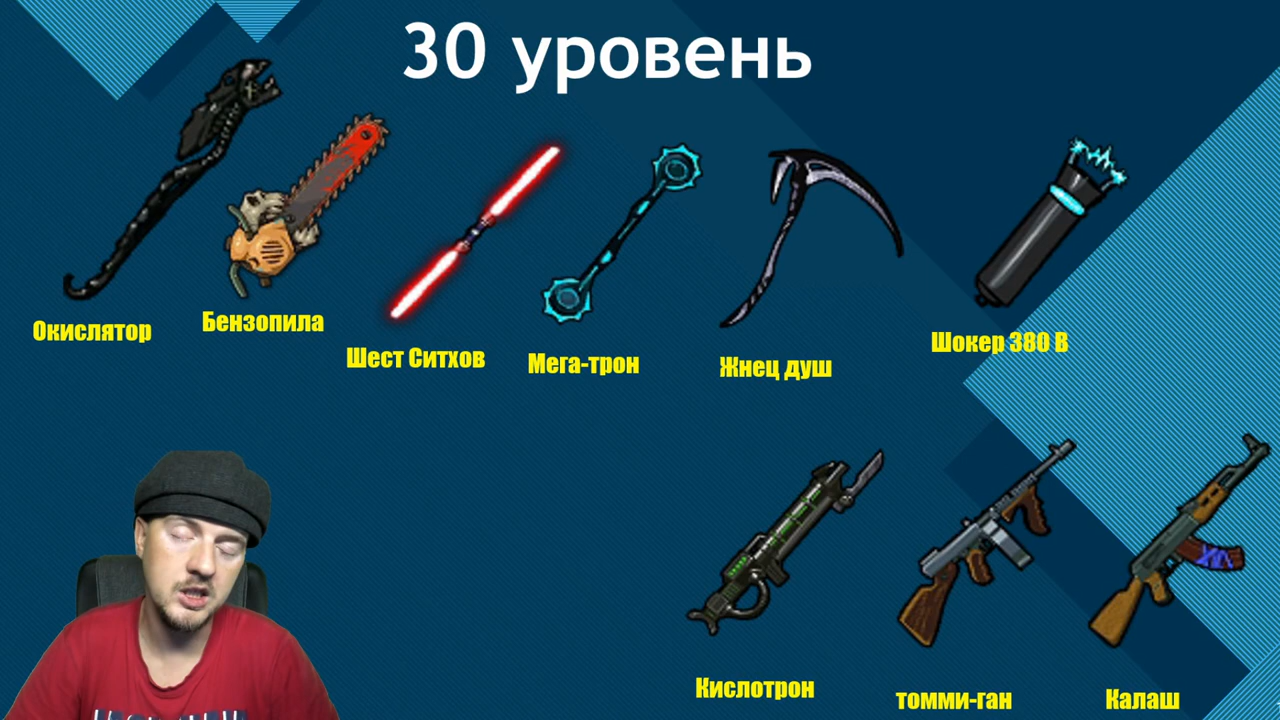 30 уровень
Окислятор
Бензопила
Шест Ситхов
Мега-трон
Жнец душ
Шокер 380 В
Кислотрон
томми-ган
Калаш